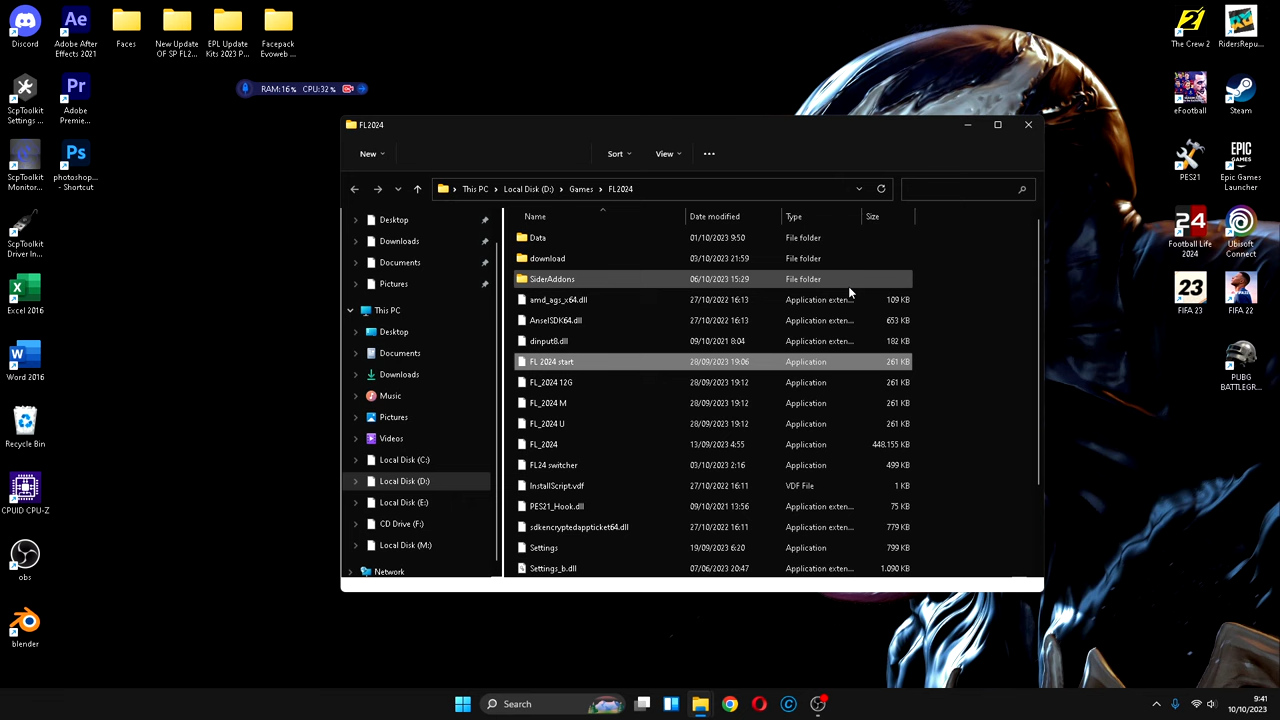 Discord
Adobe After
Effects 2021
Faces
New Update
OF SP FL2...
EPL Update
Kits 2023 P...
Facepack
Evoweb ...
ScpToolkit
Settings ...
Adobe
Premie...
ScpToolkit
Monitor...
photoshop...
- Shortcut
ScpToolkit
Driver In...
Excel 2016
Word 2016
Recycle Bin
CPUID CPU-Z
obs
blender
RAM:16% CPU:32%
FL2024
New
Sort
View
This PC
Local Disk (D:)
Games
FL2024
Desktop
Downloads
Documents
Pictures
This PC
Desktop
Documents
Downloads
Music
Pictures
Videos
Local Disk (C:)
Local Disk (D:)
Local Disk (E:)
CD Drive (F:)
Local Disk (M:)
Network
Name Date modified Type Size
Data 01/10/2023 9:50 File folder
download 03/10/2023 21:59 File folder
SiderAddons 06/10/2023 15:29 File folder
amd_ags_x64.dll 27/10/2022 16:13 Application exten... 109 KB
AnselSDK64.dll 27/10/2022 16:13 Application exten... 653 KB
dinput8.dll 09/10/2021 8:04 Application exten... 182 KB
FL 2024 start 28/09/2023 19:06 Application 261 KB
FL_2024 12G 28/09/2023 19:12 Application 261 KB
FL_2024 M 28/09/2023 19:12 Application 261 KB
FL_2024 U 28/09/2023 19:12 Application 261 KB
FL_2024 13/09/2023 4:55 Application 448.155 KB
FL24 switcher 03/10/2023 2:16 Application 499 KB
InstallScript.vdf 27/10/2022 16:11 VDF File 1 KB
PES21_Hook.dll 09/10/2021 13:56 Application exten... 75 KB
sdkencryptedappticket64.dll 27/10/2022 16:11 Application exten... 779 KB
Settings 19/09/2023 6:20 Application 799 KB
Settings_b.dll 07/06/2023 20:47 Application exten... 1.090 KB
The Crew 2
RidersRepu...
eFootball
Steam
PES21
Epic Games
Launcher
24
Football Life
2024
Ubisoft
Connect
23
FIFA 23
FIFA 22
PUBG
BATTLEGR...
Search
9:41
10/10/2023